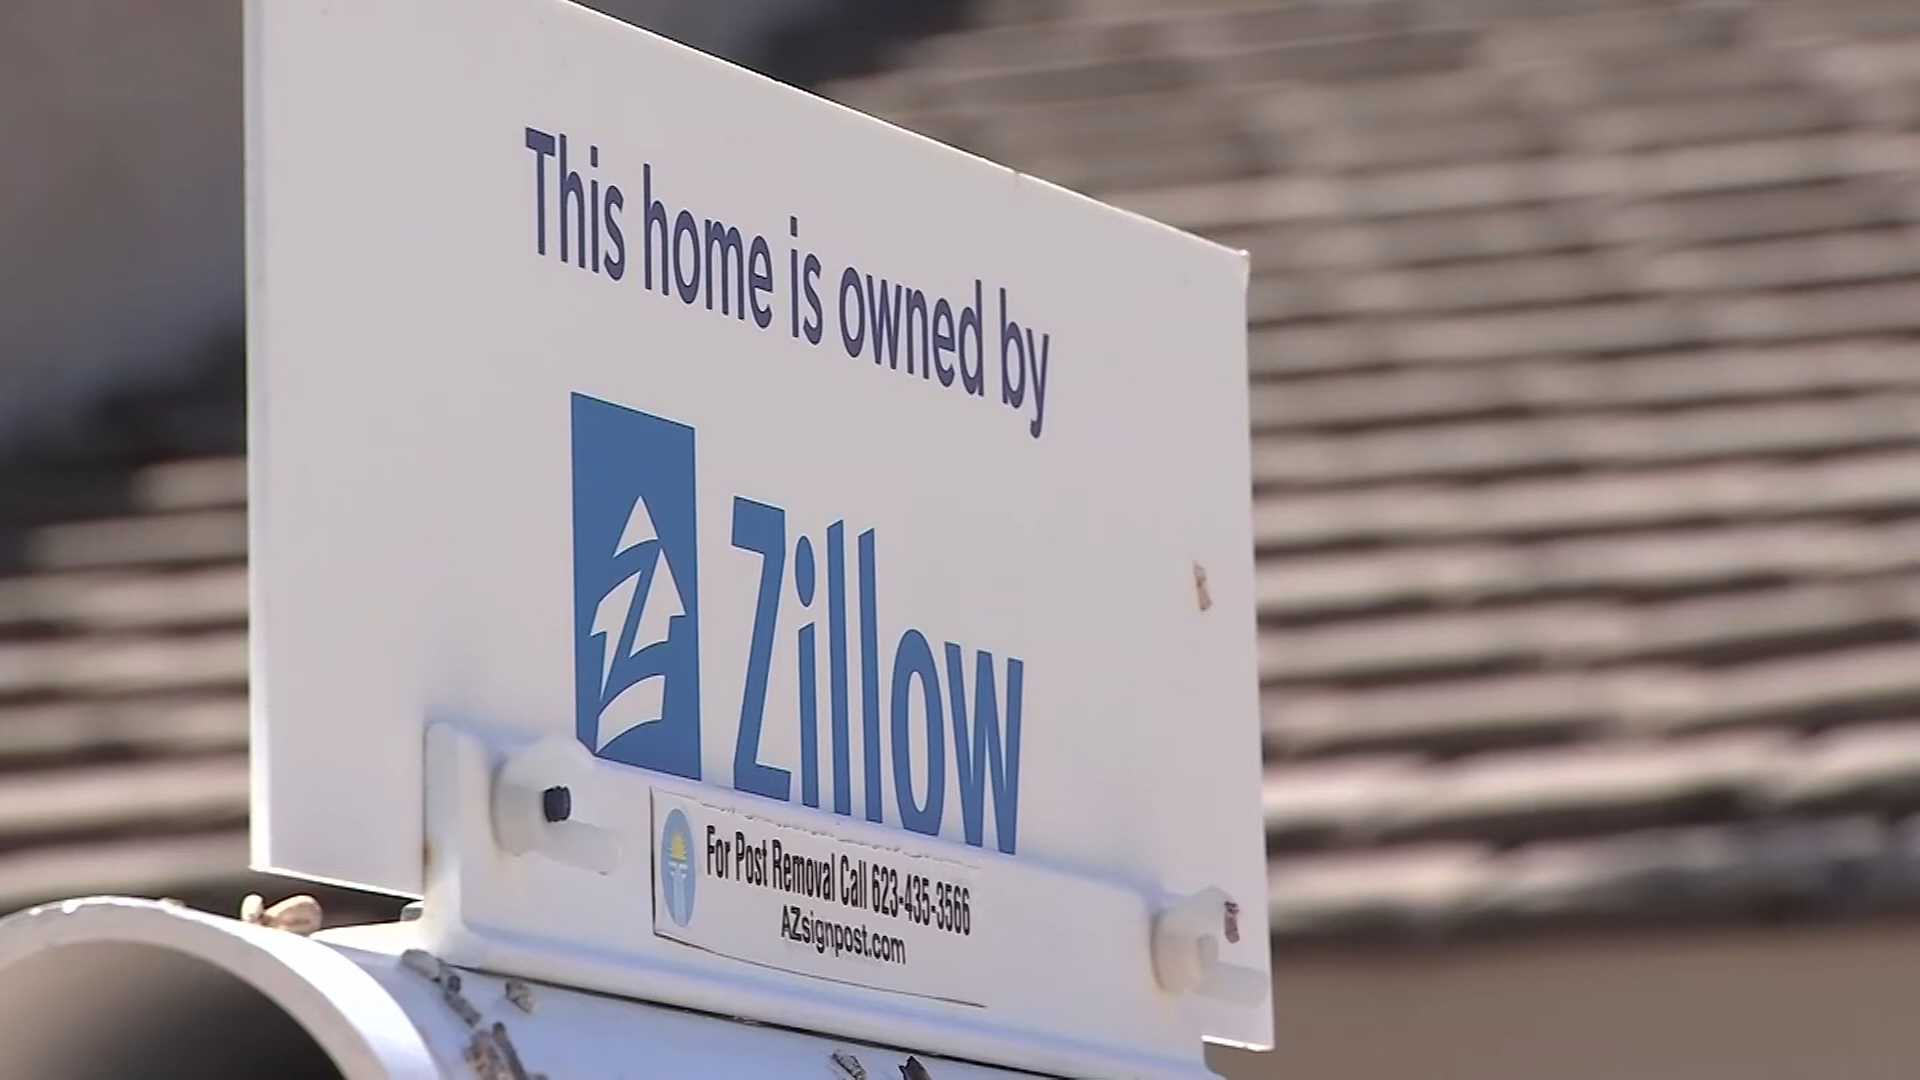 This home is owned by
Zillow
For Post Removal Call 623-435-3566
AZsignpost.com